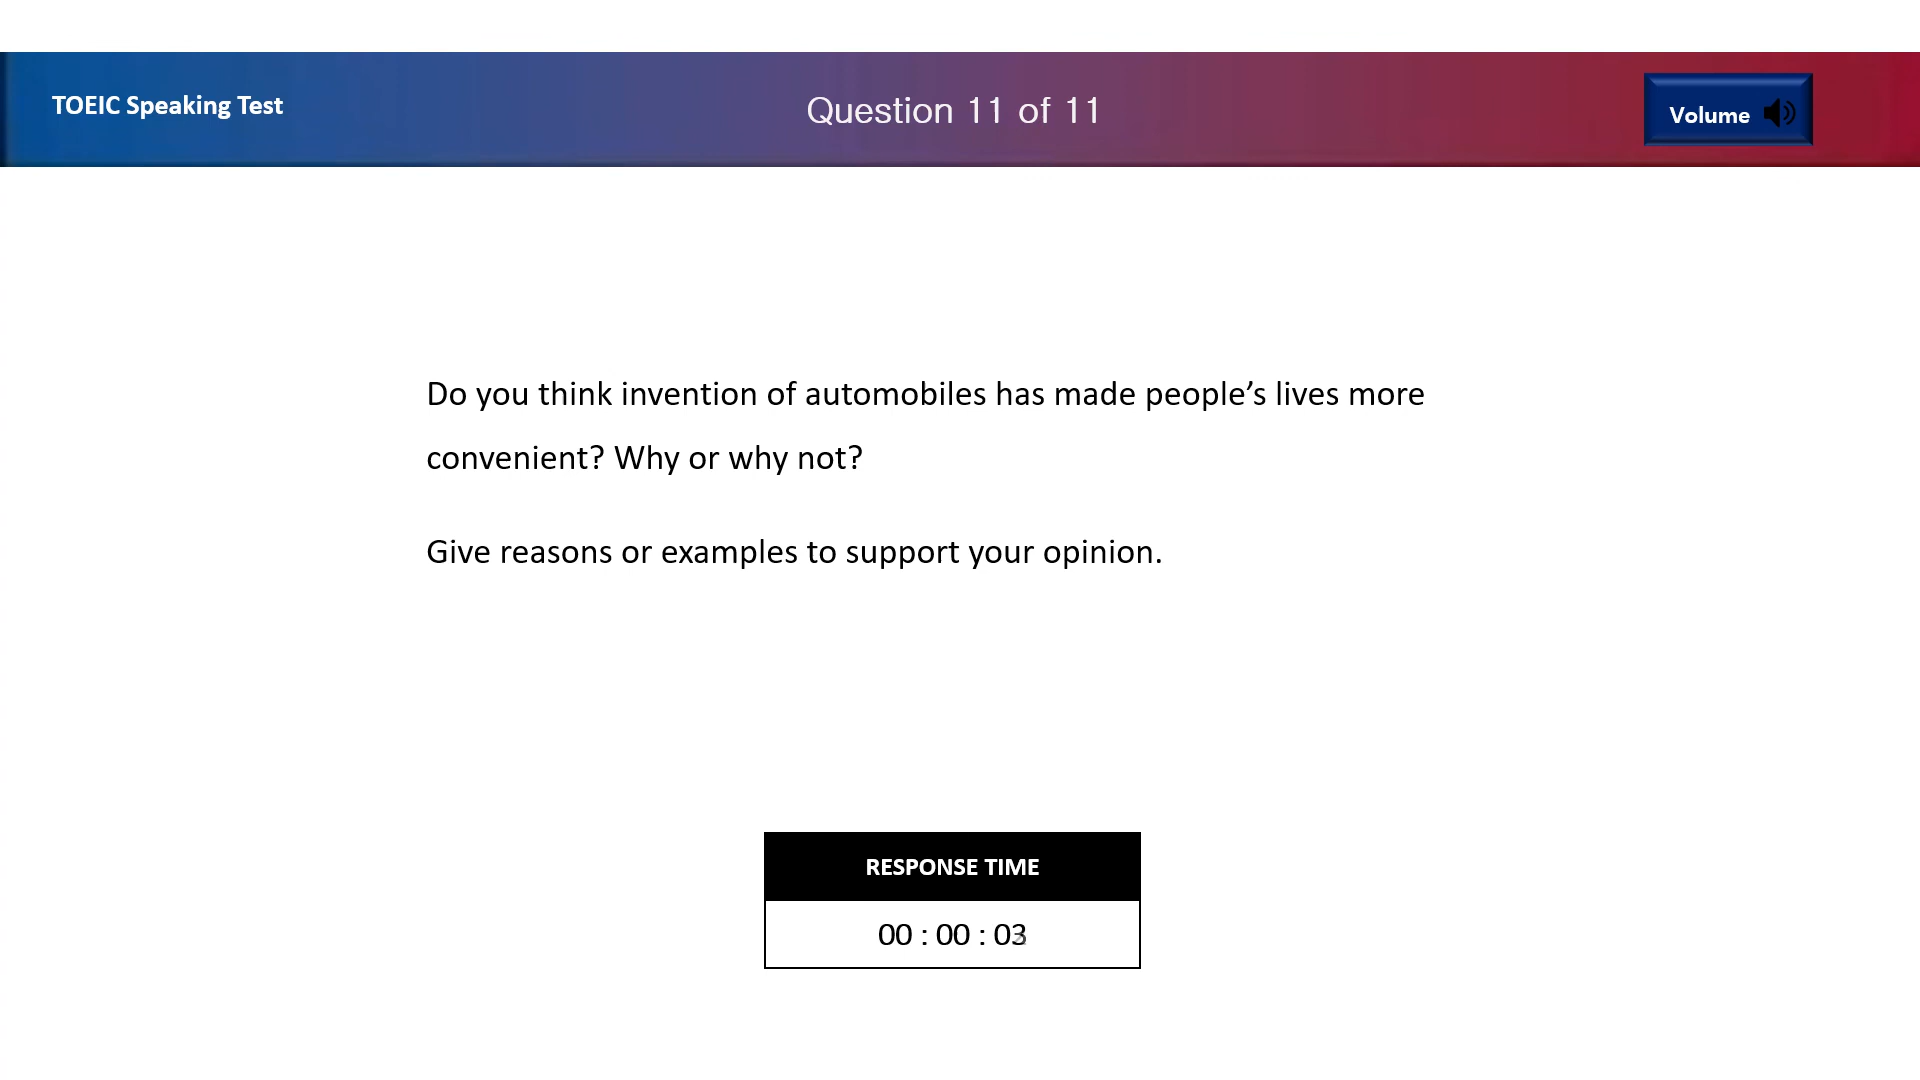 TOEIC Speaking Test
Question 11 of 11
Volume
Do you think invention of automobiles has made people’s lives more
convenient? Why or why not?
Give reasons or examples to support your opinion.
RESPONSE TIME
00 : 00 : 03